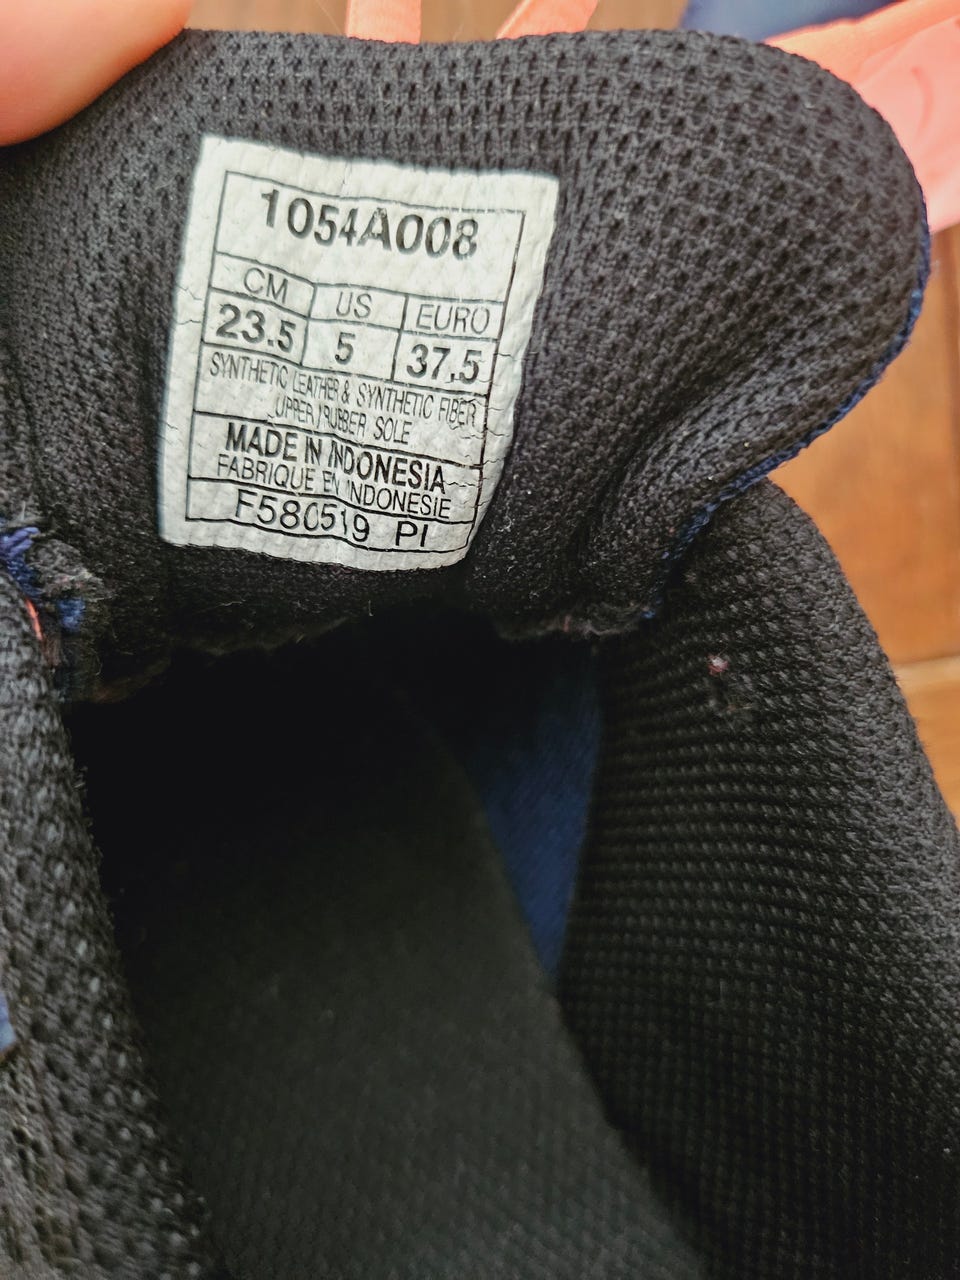 1054A008
CM US EURO
23.5 5 37.5
SYNTHETIC LEATHER & SYNTHETIC FIBER
UPPER / RUBBER SOLE
MADE IN INDONESIA
FABRIQUE EN INDONESIE
F580519 PI